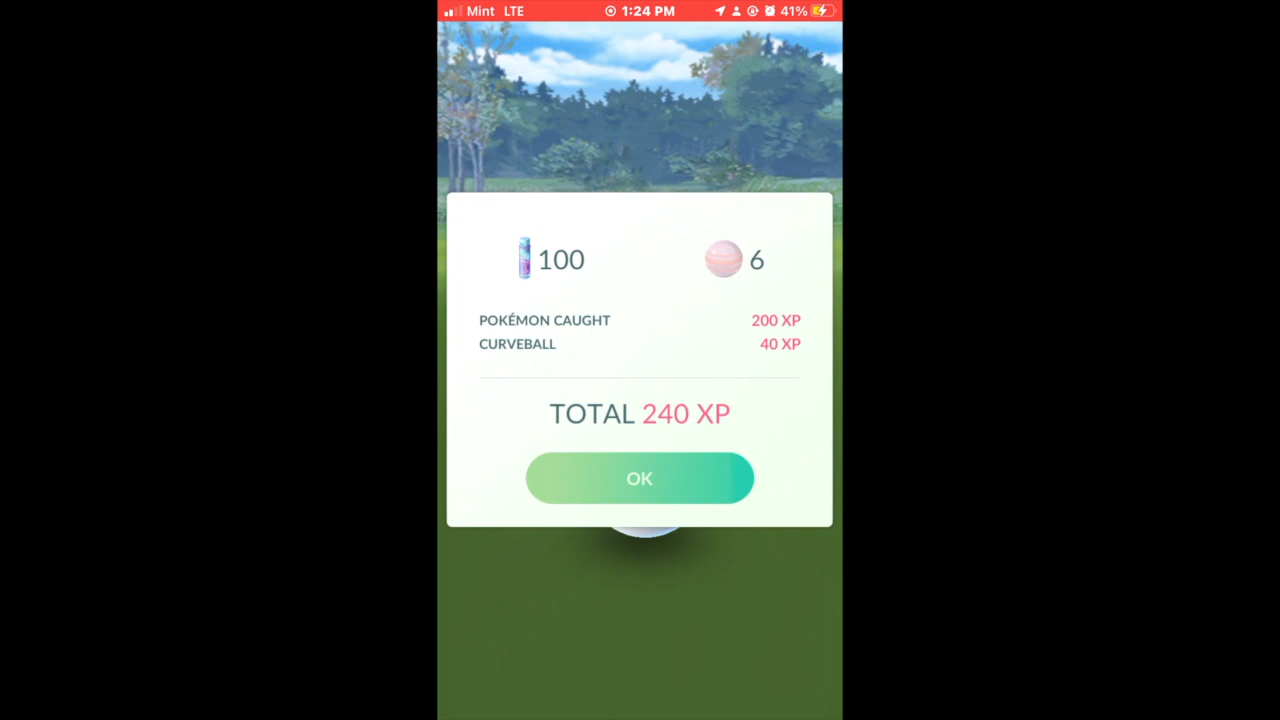 Mint LTE 1:24 PM 41%
100 6
POKÉMON CAUGHT 200 XP
CURVEBALL 40 XP
TOTAL 240 XP
OK